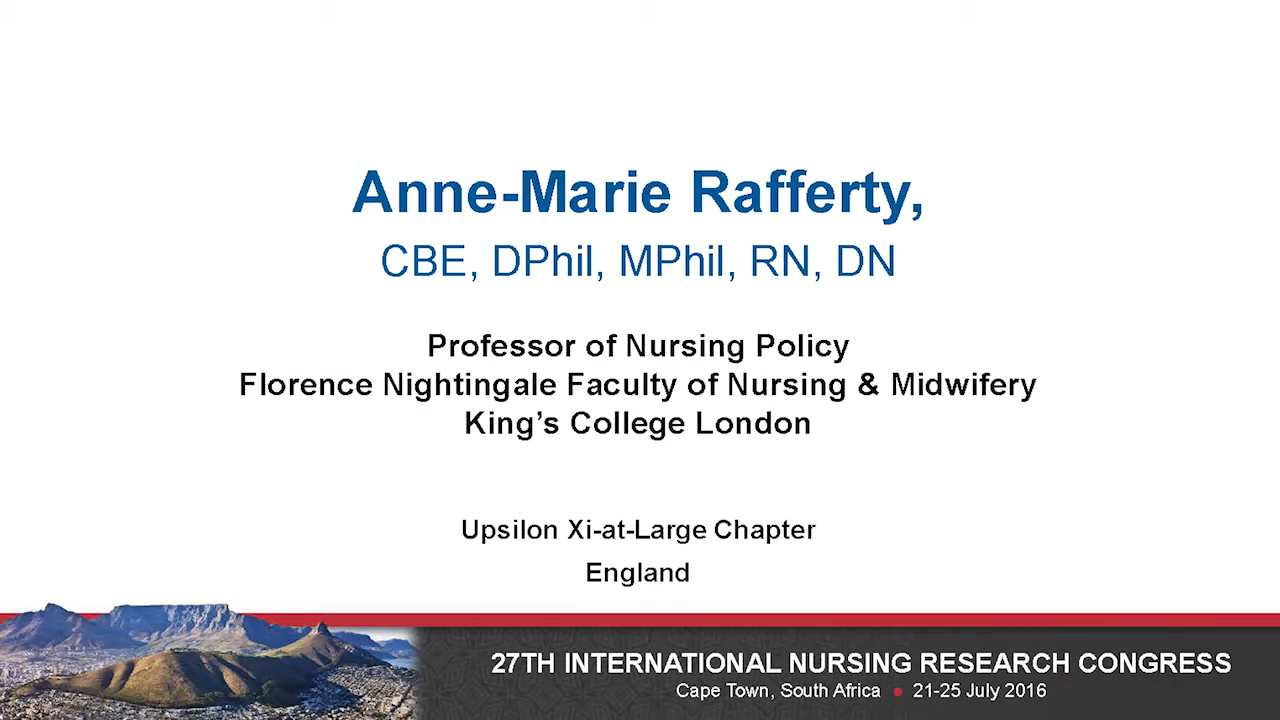 Anne-Marie Rafferty,
CBE, DPhil, MPhil, RN, DN
Professor of Nursing Policy
Florence Nightingale Faculty of Nursing & Midwifery
King’s College London
Upsilon Xi-at-Large Chapter
England
27TH INTERNATIONAL NURSING RESEARCH CONGRESS
Cape Town, South Africa • 21-25 July 2016